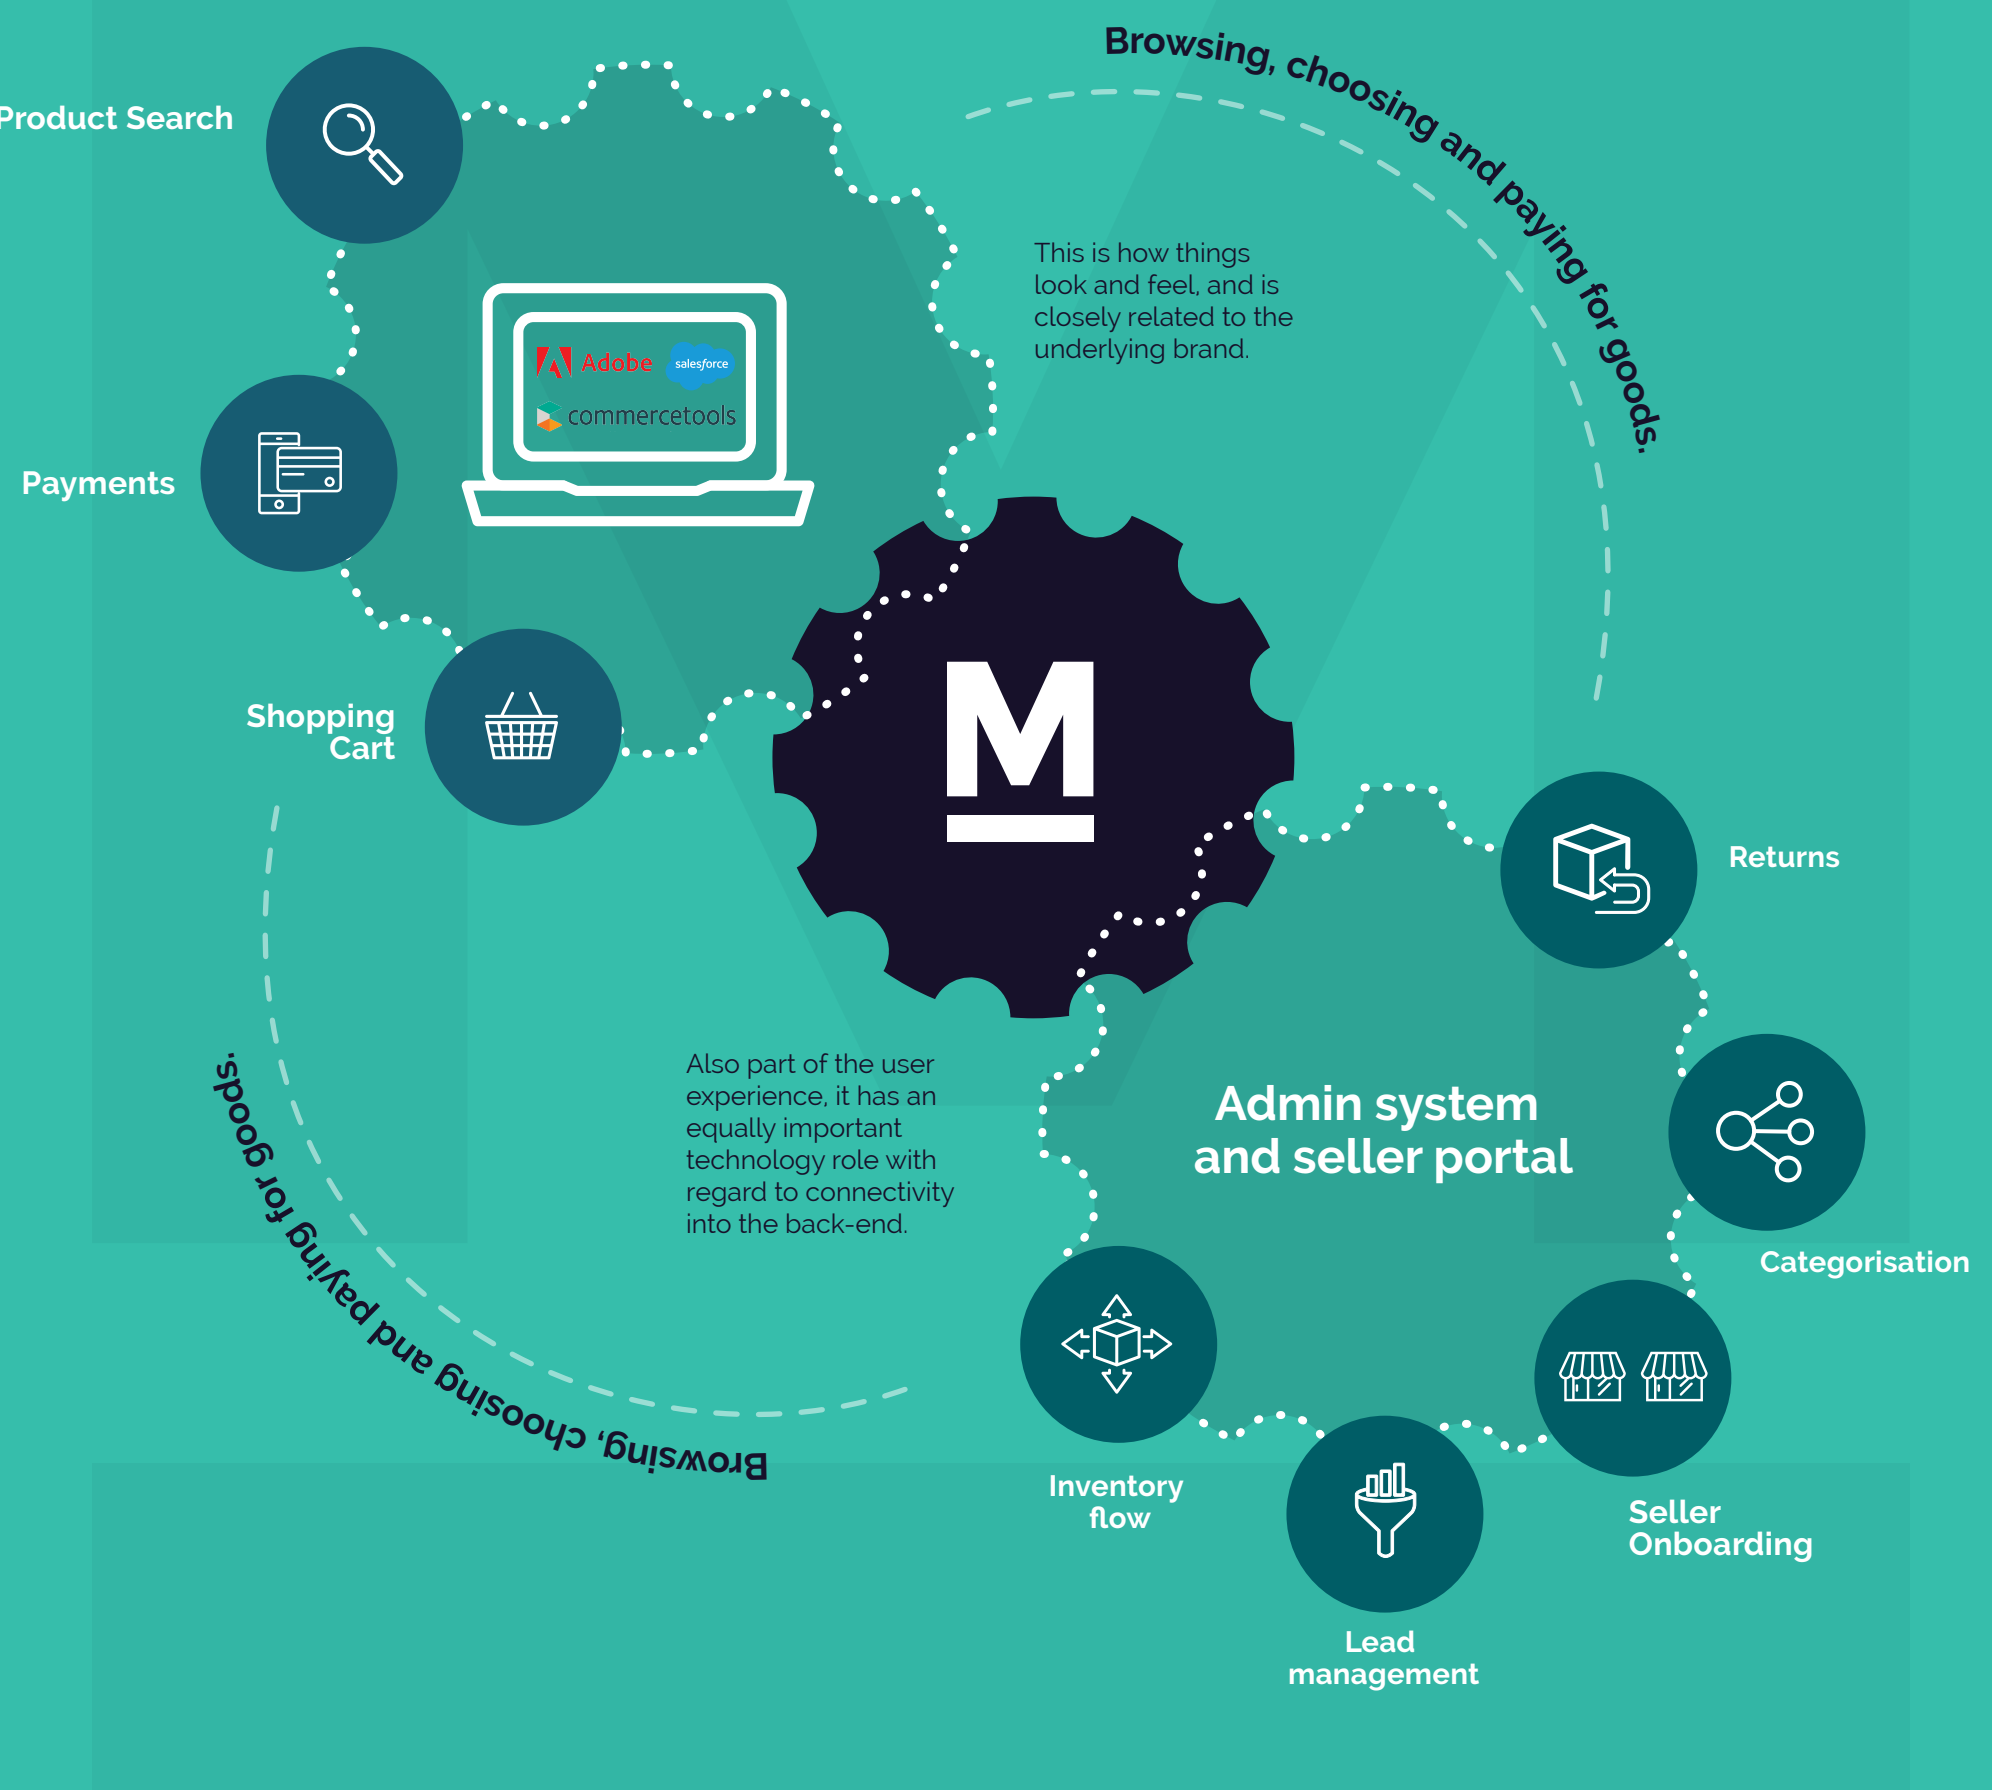 Browsing, choosing and paying for goods.
Product Search
This is how things
look and feel, and is
closely related to the
underlying brand.
Adobe
salesforce
commercetools
Payments
Shopping
Cart
M
Returns
Also part of the user
experience, it has an
equally important
technology role with
regard to connectivity
into the back-end.
Admin system
and seller portal
Categorisation
Browsing, choosing and paying for goods.
Inventory
flow
Seller
Onboarding
Lead
management